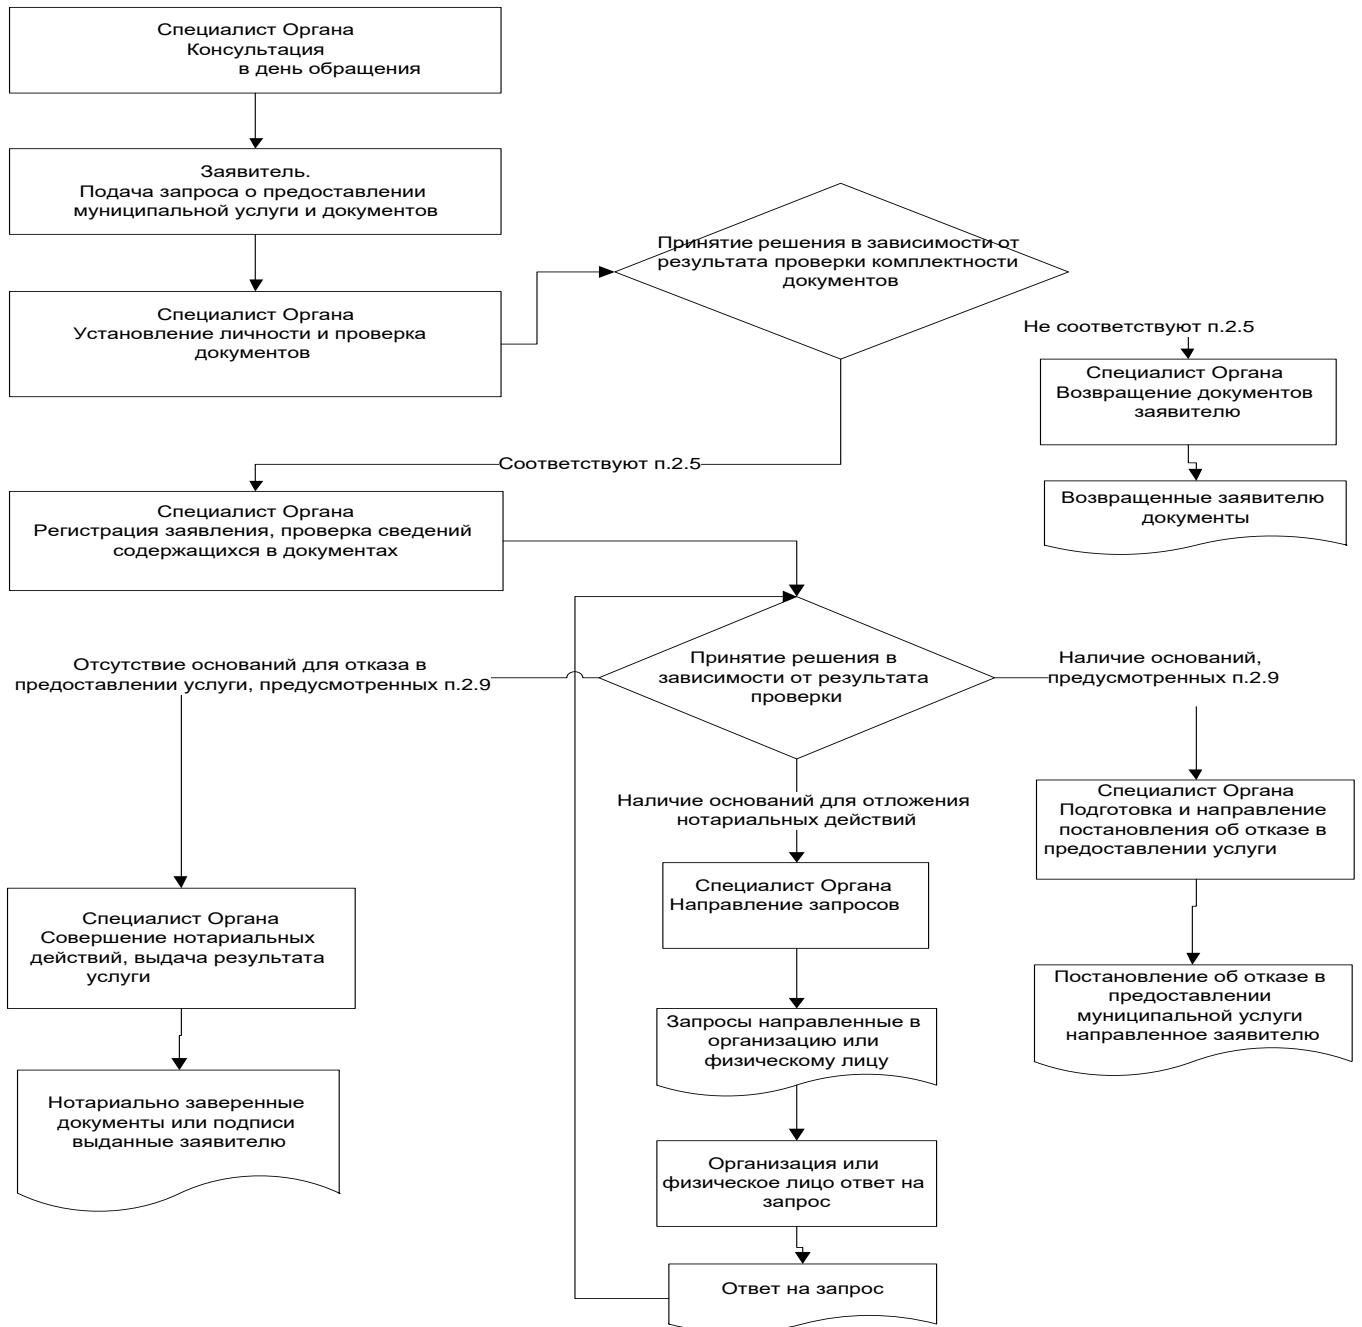 Специалист Органа
Консультация
в день обращения
Заявитель.
Подача запроса о предоставлении
муниципальной услуги и документов
Специалист Органа
Установление личности и проверка
документов
Принятие решения в зависимости от
результата проверки комплектности
документов
Не соответствуют п.2.5
Специалист Органа
Возвращение документов
заявителю
Возвращенные заявителю
документы
Соответствуют п.2.5
Специалист Органа
Регистрация заявления, проверка сведений
содержащихся в документах
Принятие решения в
зависимости от результата
проверки
Отсутствие оснований для отказа в
предоставлении услуги, предусмотренных п.2.9
Наличие оснований,
предусмотренных п.2.9
Наличие оснований для отложения
нотариальных действий
Специалист Органа
Подготовка и направление
постановления об отказе в
предоставлении услуги
Специалист Органа
Направление запросов
Специалист Органа
Совершение нотариальных
действий, выдача результата
услуги
Постановление об отказе в
предоставлении
муниципальной услуги
направленное заявителю
Запросы направленные в
организацию или
физическому лицу
Нотариально заверенные
документы или подписи
выданные заявителю
Организация или
физическое лицо ответ на
запрос
Ответ на запрос